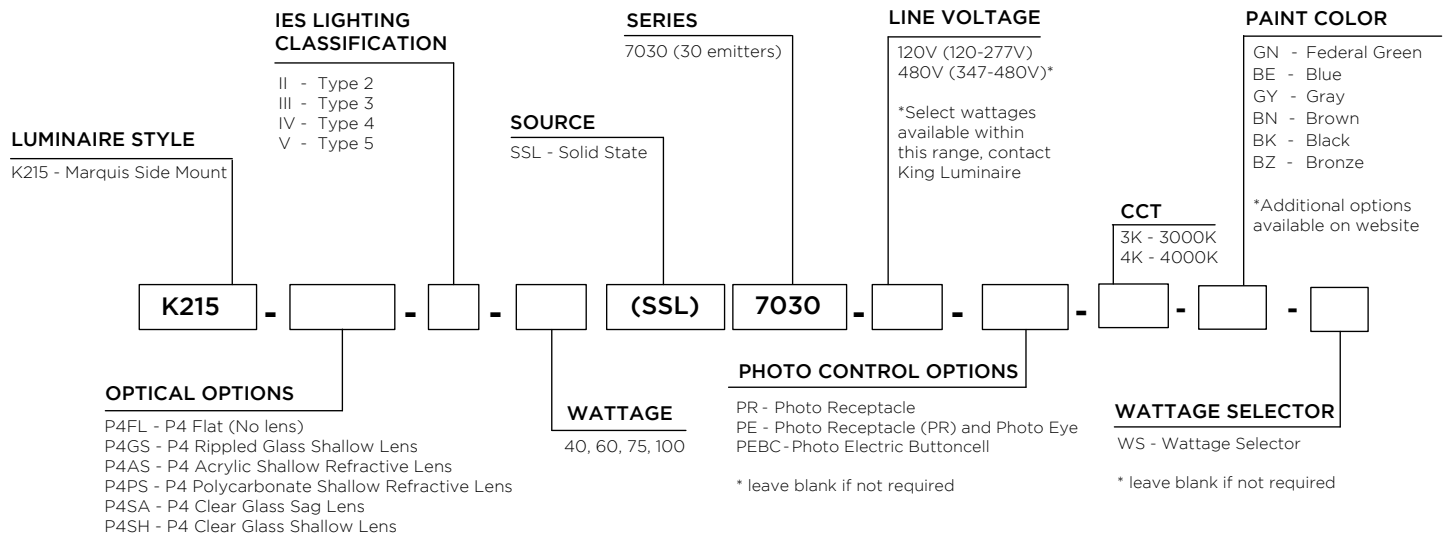 LUMINAIRE STYLE
K215 - Marquis Side Mount
IES LIGHTING
CLASSIFICATION
II - Type 2
III - Type 3
IV - Type 4
V - Type 5
SOURCE
SSL - Solid State
SERIES
7030 (30 emitters)
LINE VOLTAGE
120V (120-277V)
480V (347-480V)*
*Select wattages
available within
this range, contact
King Luminaire
CCT
3K - 3000K
4K - 4000K
PAINT COLOR
GN - Federal Green
BE - Blue
GY - Gray
BN - Brown
BK - Black
BZ - Bronze
*Additional options
available on website
K215 - - - (SSL) 7030 - - - - -
OPTICAL OPTIONS
P4FL - P4 Flat (No lens)
P4GS - P4 Rippled Glass Shallow Lens
P4AS - P4 Acrylic Shallow Refractive Lens
P4PS - P4 Polycarbonate Shallow Refractive Lens
P4SA - P4 Clear Glass Sag Lens
P4SH - P4 Clear Glass Shallow Lens
WATTAGE
40, 60, 75, 100
PHOTO CONTROL OPTIONS
PR - Photo Receptacle
PE - Photo Receptacle (PR) and Photo Eye
PEBC - Photo Electric Buttoncell
* leave blank if not required
WATTAGE SELECTOR
WS - Wattage Selector
* leave blank if not required